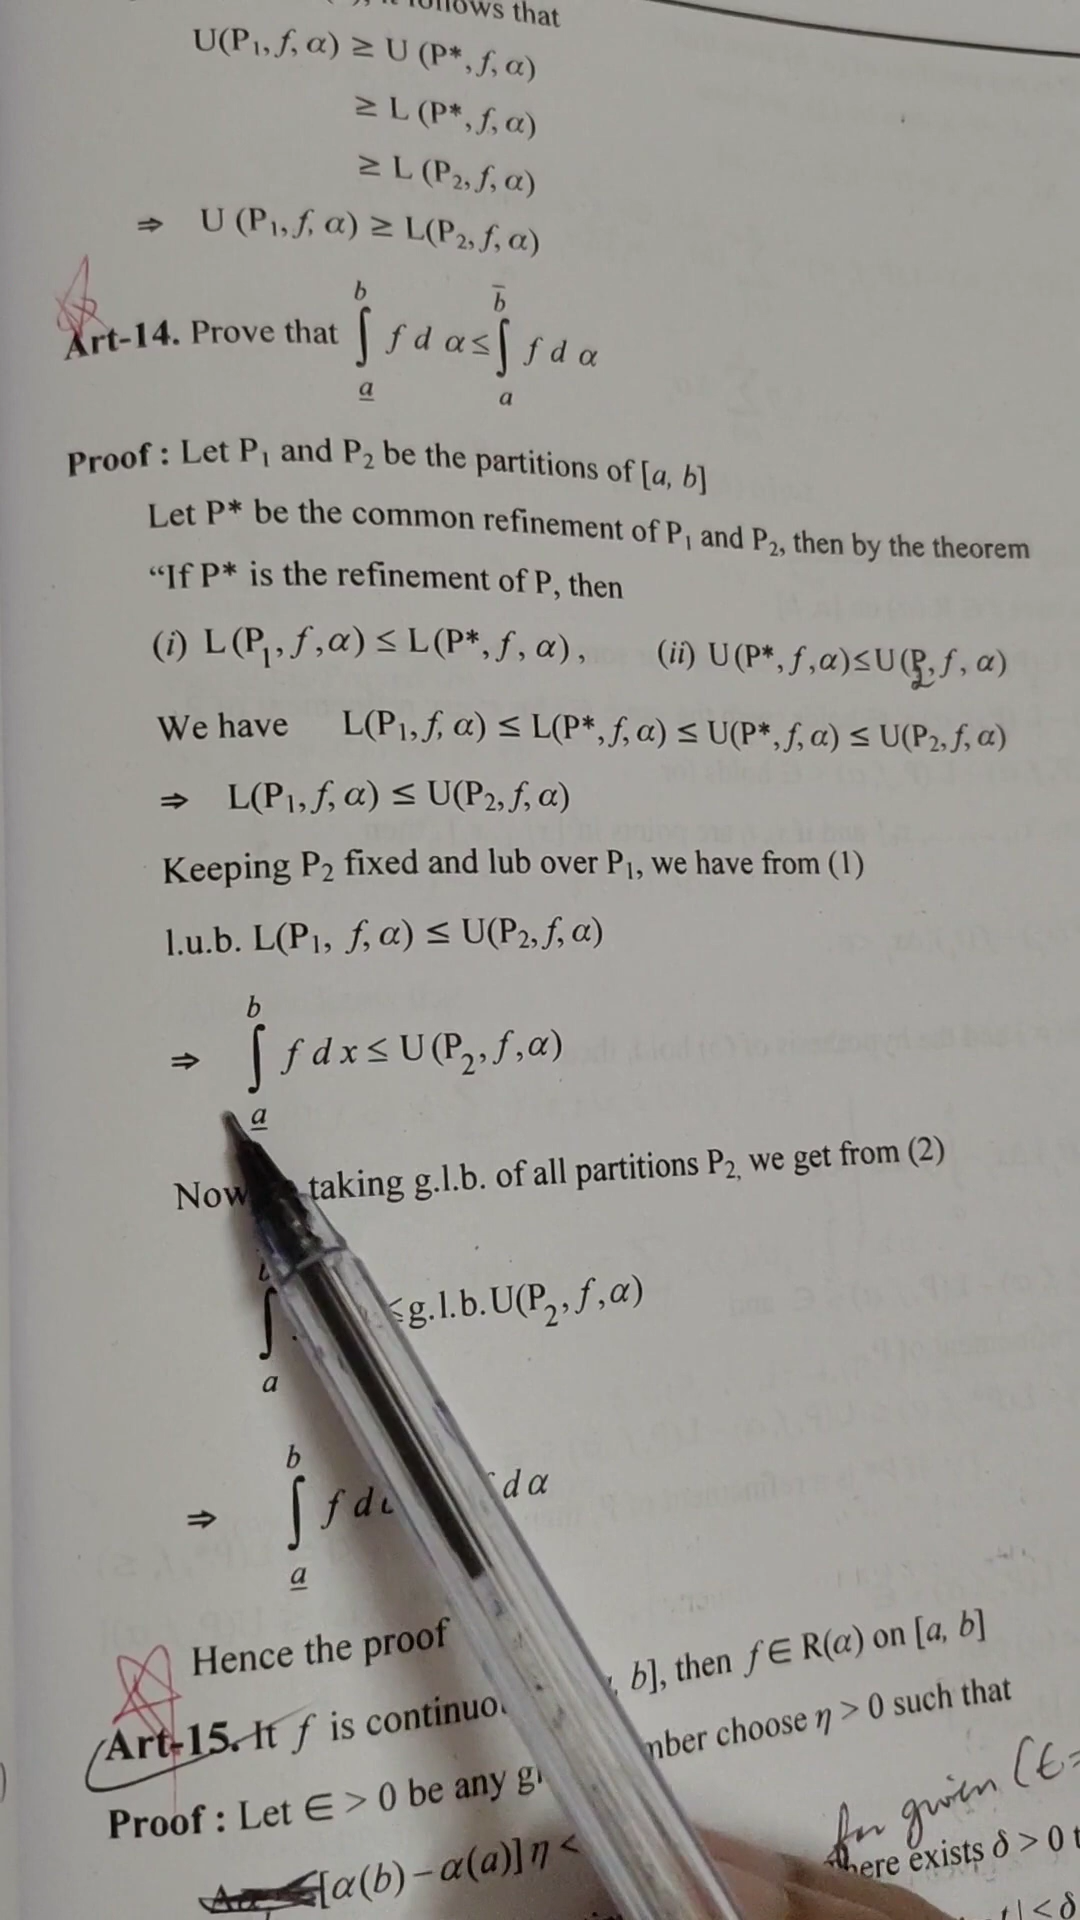 ows that
U(P₁, f, α) ≥ U (P*, f, α)
≥ L (P*, f, α)
≥ L (P₂, f, α)
⇒ U (P₁, f, α) ≥ L(P₂, f, α)
Art-14. Prove that ∫_a̲^b f d α ≤ ∫_a^b̄ f d α
Proof : Let P₁ and P₂ be the partitions of [a, b]
Let P* be the common refinement of P₁ and P₂, then by the theorem
“If P* is the refinement of P, then
(i) L (P₁, f, α) ≤ L (P*, f, α), (ii) U (P*, f, α) ≤ U (P₂, f, α)
We have L(P₁, f, α) ≤ L(P*, f, α) ≤ U(P*, f, α) ≤ U(P₂, f, α)
⇒ L(P₁, f, α) ≤ U(P₂, f, α)
Keeping P₂ fixed and lub over P₁, we have from (1)
l.u.b. L(P₁, f, α) ≤ U(P₂, f, α)
⇒ ∫_a̲^b f d x ≤ U (P₂, f, α)
Now taking g.l.b. of all partitions P₂, we get from (2)
∫_a ≤ g.l.b. U(P₂, f, α)
⇒ ∫_a̲^b f d d α
Hence the proof
Art-15. If f is continuo b], then f ∈ R(α) on [a, b]
Proof : Let ∈ > 0 be any g mber choose η > 0 such that
for given (∈
[α(b) – α(a)] η < there exists δ > 0 t
| < δ